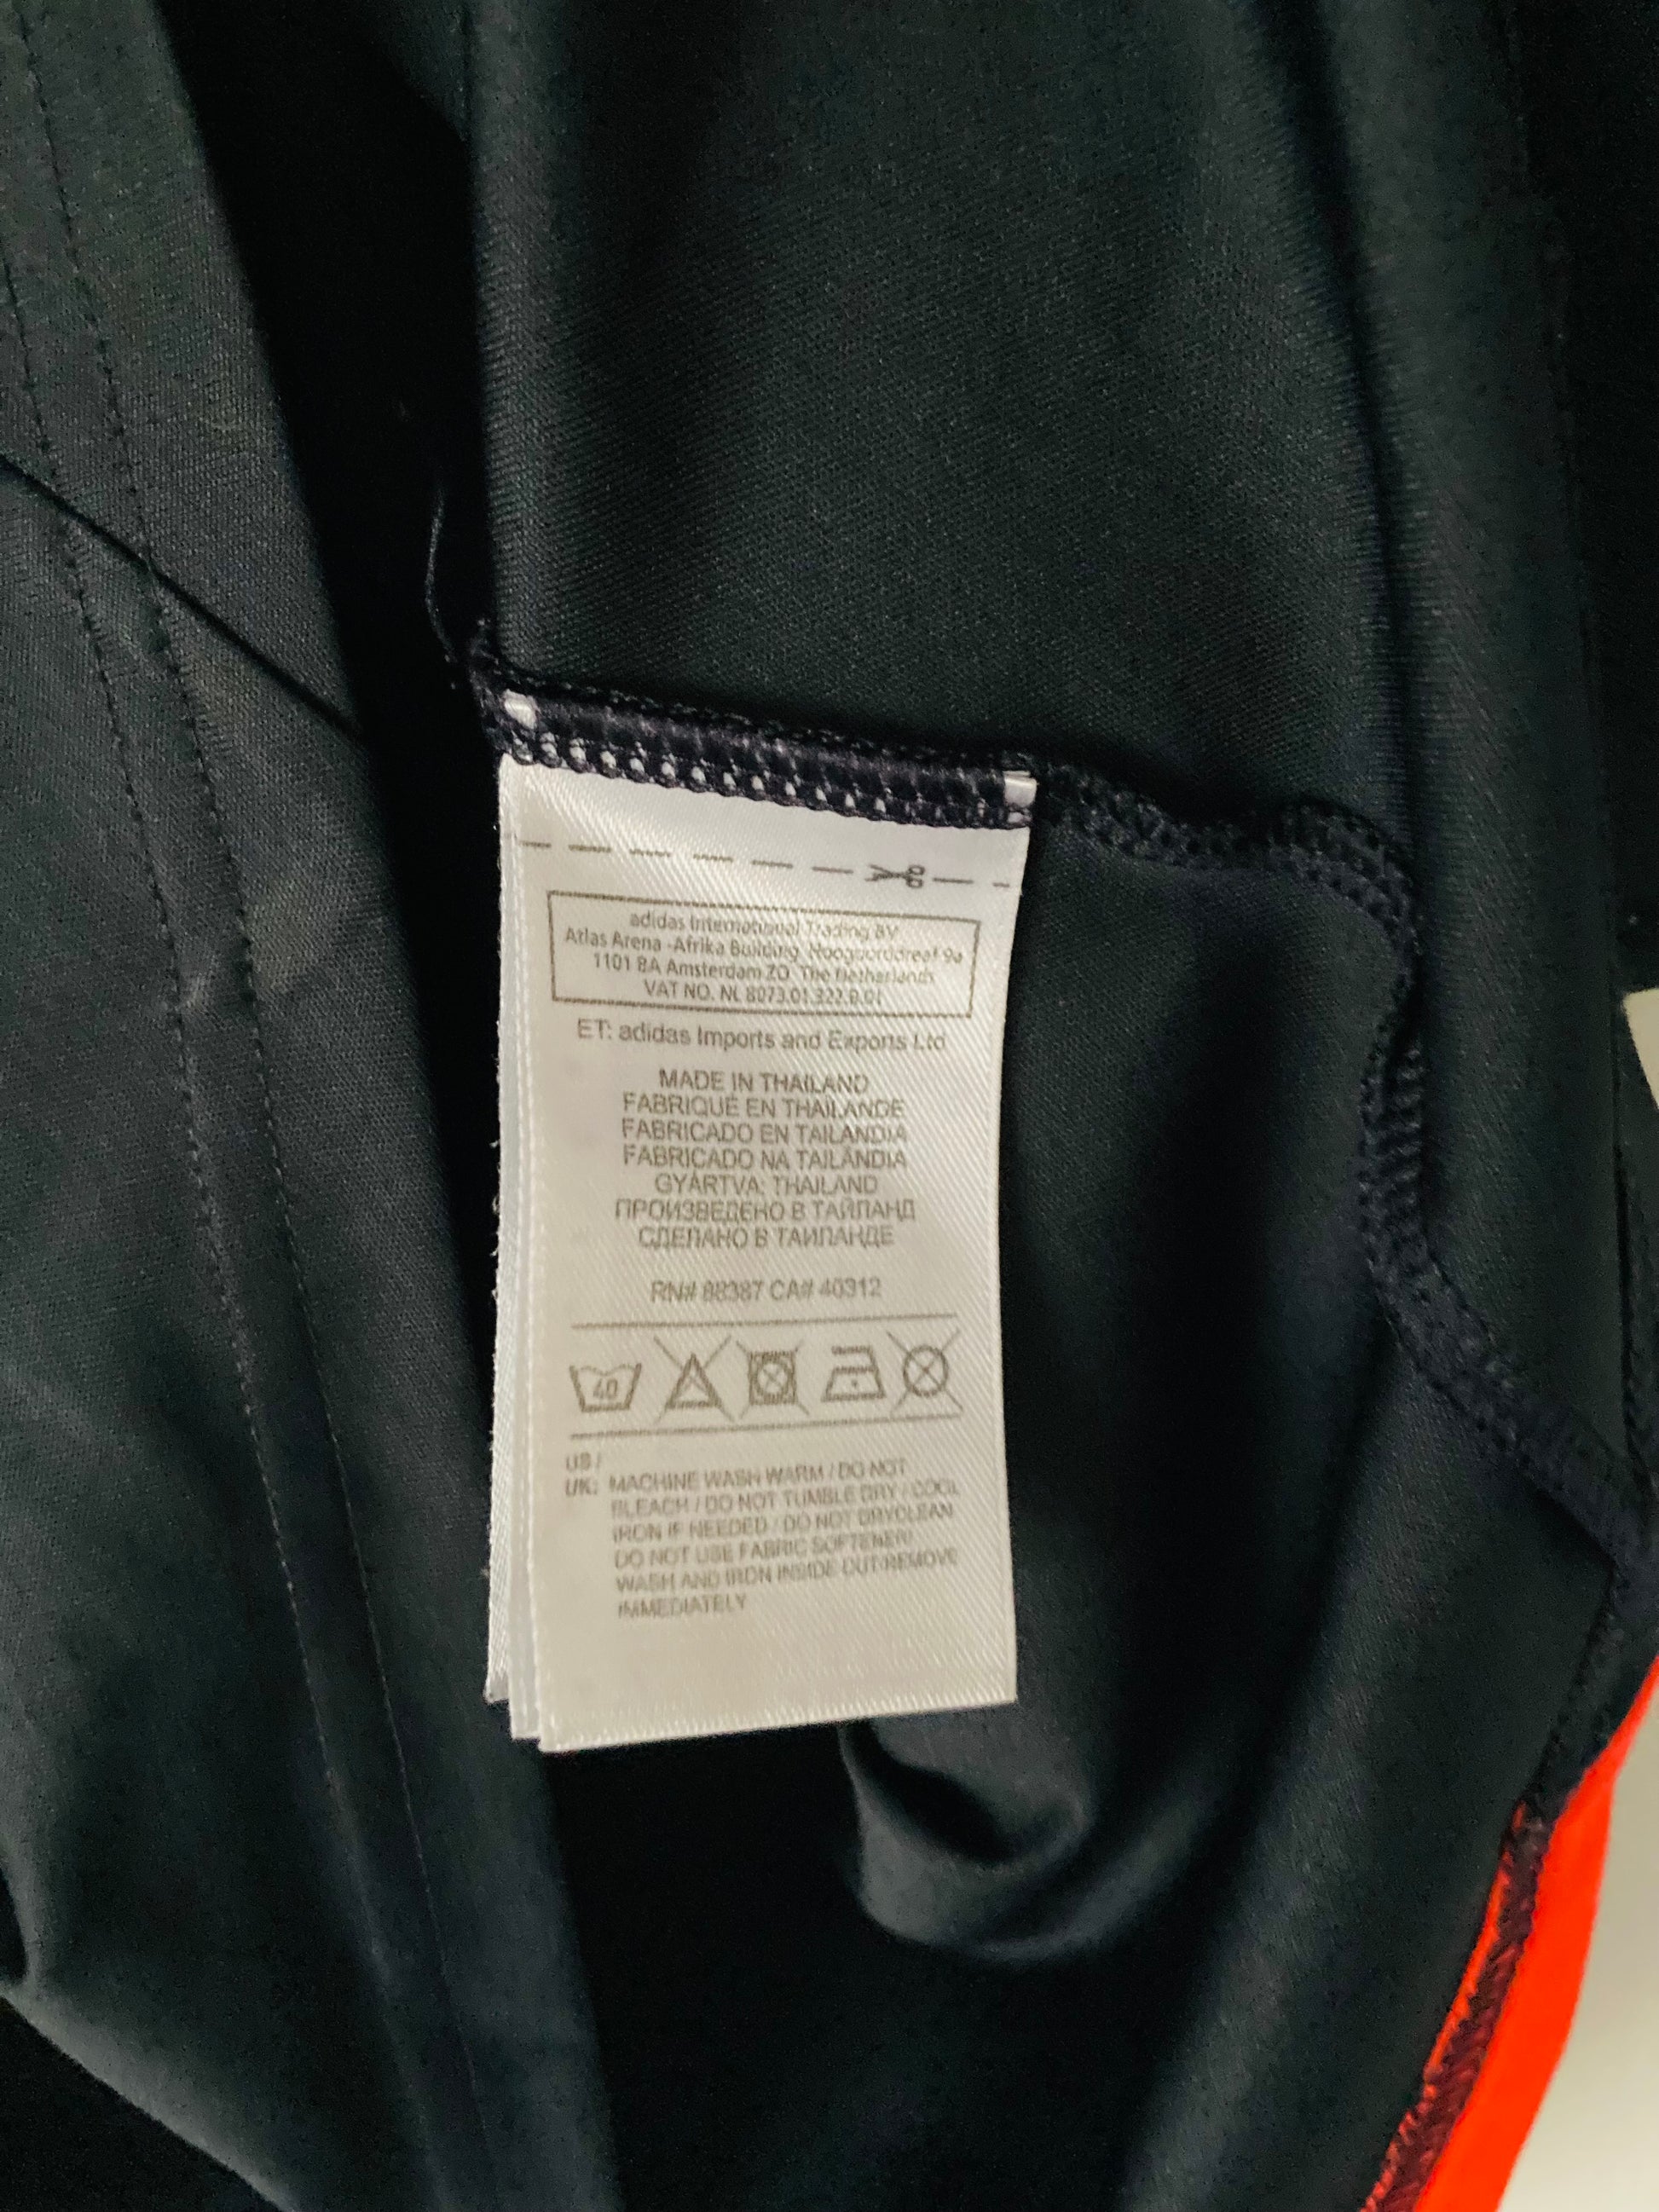 adidas International Trading BV
Atlas Arena -Afrika Building Hoogoorddreef 9a
1101 BA Amsterdam ZO The Netherlands
VAT NO. NL 8073.01.322.B.01
ET: adidas Imports and Exports Ltd
MADE IN THAILAND
FABRIQUÉ EN THAÏLANDE
FABRICADO EN TAILANDIA
FABRICADO NA TAILÂNDIA
GYÁRTVA: THAILAND
ПРОИЗВЕДЕНО В ТАЙЛАНД
СДЕЛАНО В ТАИЛАНДЕ
RN# 88387 CA# 40312
40
US /
UK: MACHINE WASH WARM / DO NOT
BLEACH / DO NOT TUMBLE DRY / COOL
IRON IF NEEDED / DO NOT DRYCLEAN
DO NOT USE FABRIC SOFTENER/
WASH AND IRON INSIDE OUT/REMOVE
IMMEDIATELY